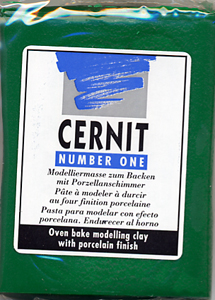 CERNIT
NUMBER ONE
Modelliermasse zum Backen
mit Porzellanschimmer
Pâte à modeler à durcir
au four finition porcelaine
Pasta para modelar con efecto
porcelana. Endurecer al horno
Oven bake modelling clay
with porcelain finish